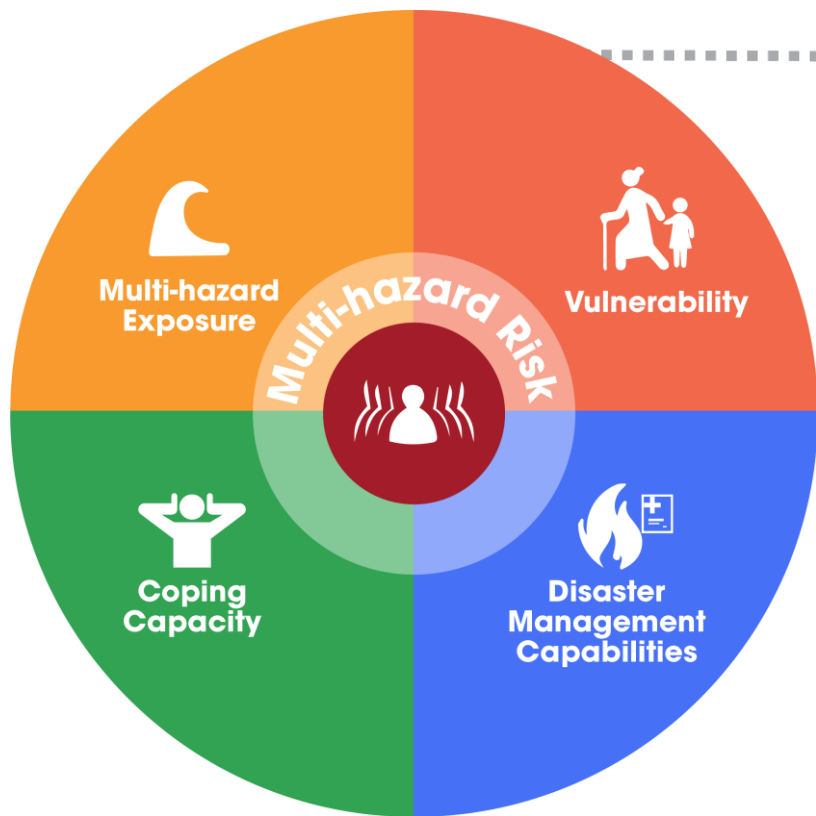 Multi-hazard
Exposure
Vulnerability
Multi-hazard Risk
Coping
Capacity
Disaster
Management
Capabilities